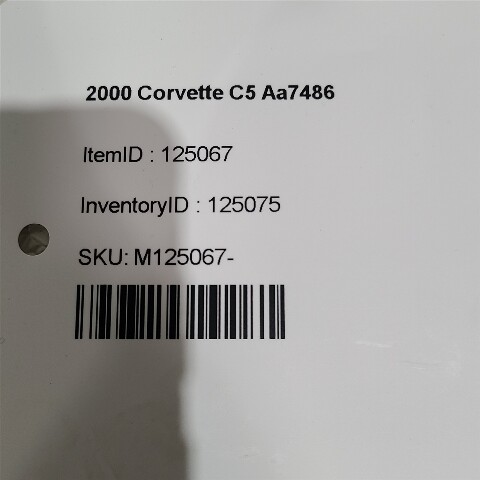 2000 Corvette C5 Aa7486
ItemID : 125067
InventoryID : 125075
SKU: M125067-